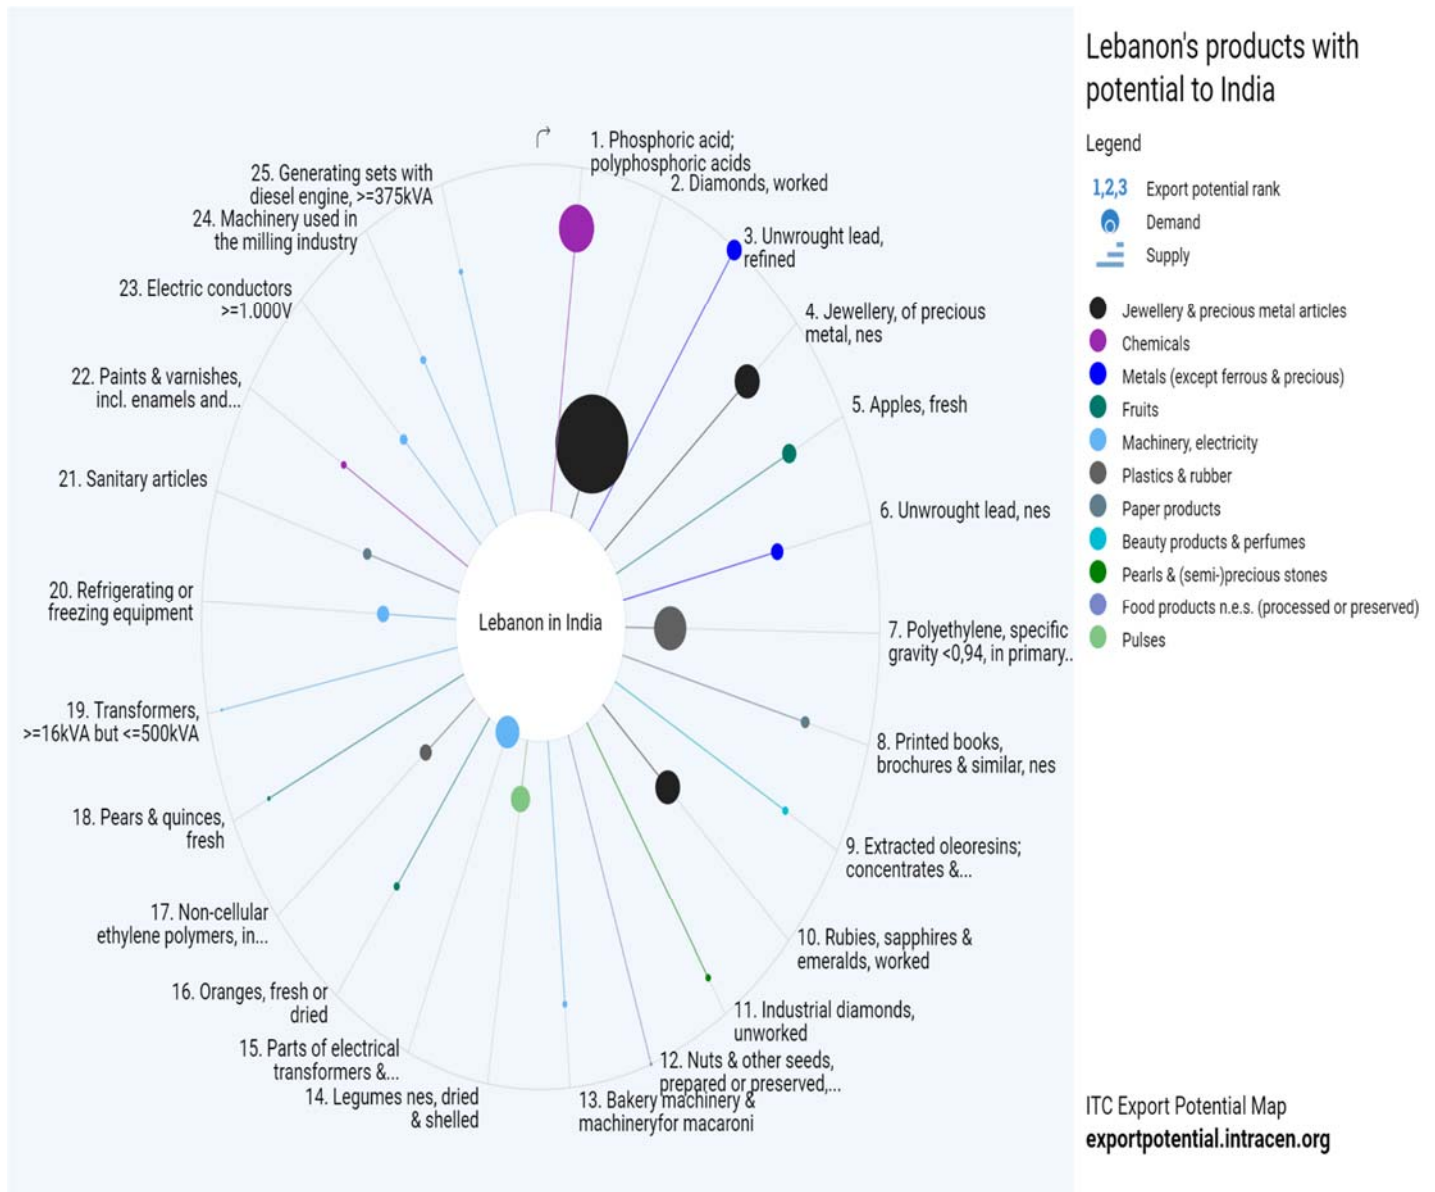 Lebanon's products with
potential to India
Legend
1,2,3 Export potential rank
Demand
Supply
Jewellery & precious metal articles
Chemicals
Metals (except ferrous & precious)
Fruits
Machinery, electricity
Plastics & rubber
Paper products
Beauty products & perfumes
Pearls & (semi-)precious stones
Food products n.e.s. (processed or preserved)
Pulses
1. Phosphoric acid;
polyphosphoric acids
2. Diamonds, worked
3. Unwrought lead,
refined
4. Jewellery, of precious
metal, nes
5. Apples, fresh
6. Unwrought lead, nes
7. Polyethylene, specific
gravity <0,94, in primary..
8. Printed books,
brochures & similar, nes
9. Extracted oleoresins;
concentrates &...
10. Rubies, sapphires &
emeralds, worked
11. Industrial diamonds,
unworked
12. Nuts & other seeds,
prepared or preserved,...
13. Bakery machinery &
machineryfor macaroni
14. Legumes nes, dried
& shelled
15. Parts of electrical
transformers &...
16. Oranges, fresh or
dried
17. Non-cellular
ethylene polymers, in...
18. Pears & quinces,
fresh
19. Transformers,
>=16kVA but <=500kVA
20. Refrigerating or
freezing equipment
21. Sanitary articles
22. Paints & varnishes,
incl. enamels and...
23. Electric conductors
>=1.000V
24. Machinery used in
the milling industry
25. Generating sets with
diesel engine, >=375kVA
Lebanon in India
ITC Export Potential Map
exportpotential.intracen.org